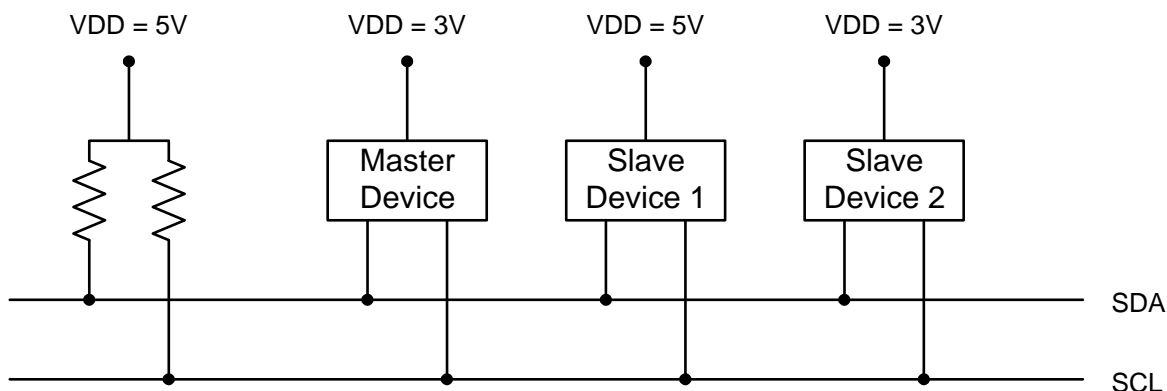 VDD = 5V
VDD = 3V
VDD = 5V
VDD = 3V
Master
Device
Slave
Device 1
Slave
Device 2
SDA
SCL